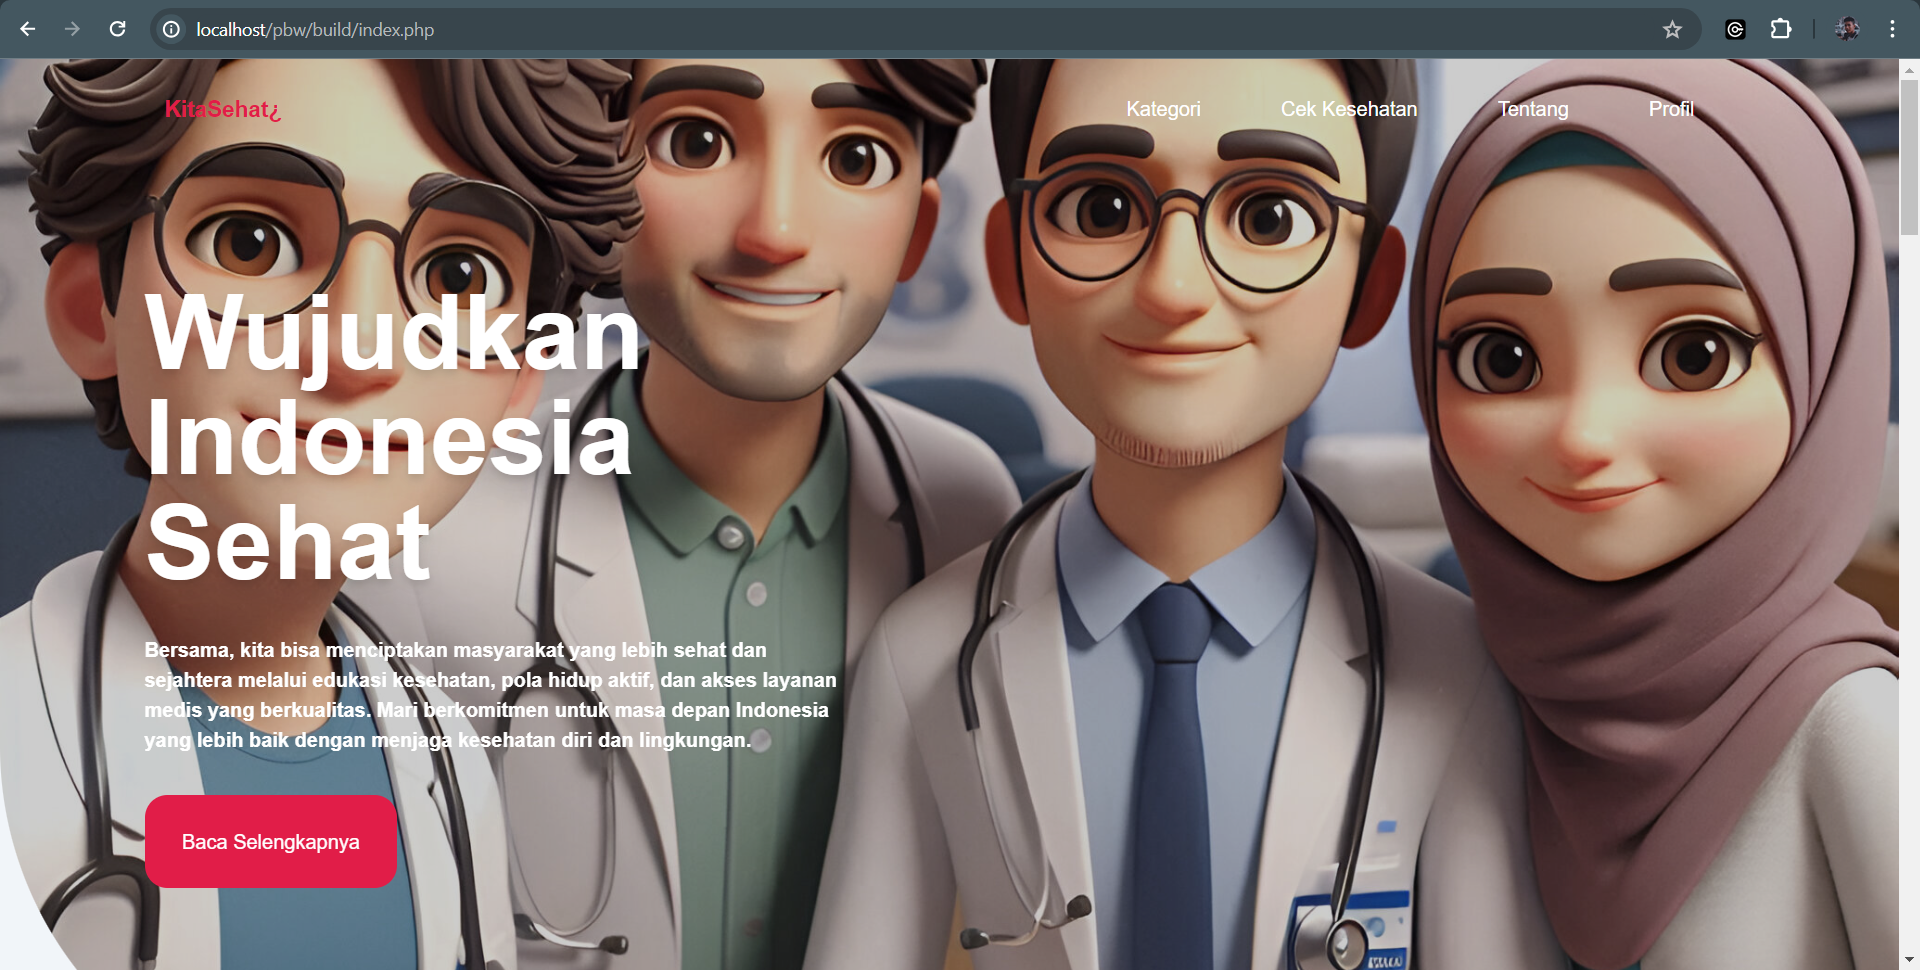 localhost/pbw/build/index.php
KitaSehat¿
Kategori
Cek Kesehatan
Tentang
Profil
Wujudkan
Indonesia
Sehat
Bersama, kita bisa menciptakan masyarakat yang lebih sehat dan
sejahtera melalui edukasi kesehatan, pola hidup aktif, dan akses layanan
medis yang berkualitas. Mari berkomitmen untuk masa depan Indonesia
yang lebih baik dengan menjaga kesehatan diri dan lingkungan.
Baca Selengkapnya